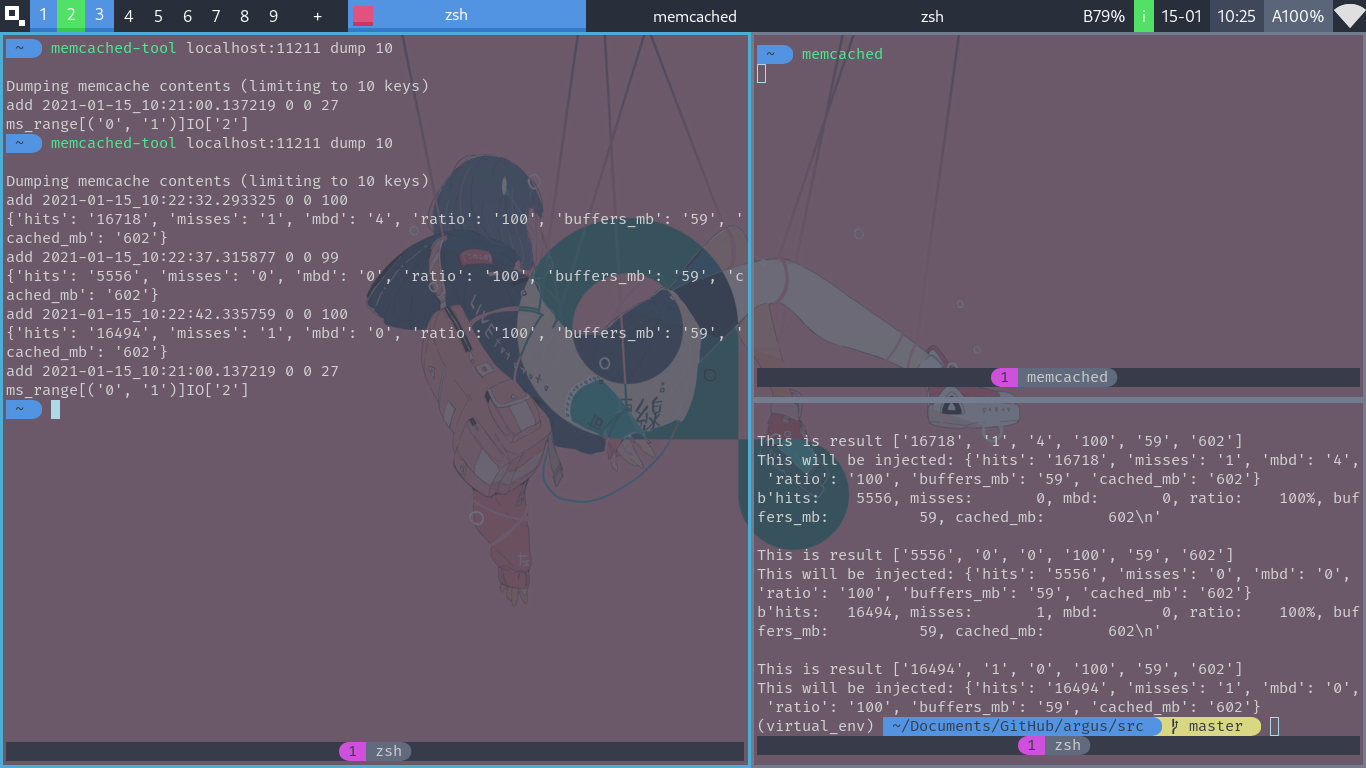 1 2 3 4 5 6 7 8 9 + zsh memcached zsh B79% i 15-01 10:25 A100%
~ memcached-tool localhost:11211 dump 10
Dumping memcache contents (limiting to 10 keys)
add 2021-01-15_10:21:00.137219 0 0 27
ms_range[('0', '1')]IO['2']
~ memcached-tool localhost:11211 dump 10
Dumping memcache contents (limiting to 10 keys)
add 2021-01-15_10:22:32.293325 0 0 100
{'hits': '16718', 'misses': '1', 'mbd': '4', 'ratio': '100', 'buffers_mb': '59', '
cached_mb': '602'}
add 2021-01-15_10:22:37.315877 0 0 99
{'hits': '5556', 'misses': '0', 'mbd': '0', 'ratio': '100', 'buffers_mb': '59', 'c
ached_mb': '602'}
add 2021-01-15_10:22:42.335759 0 0 100
{'hits': '16494', 'misses': '1', 'mbd': '0', 'ratio': '100', 'buffers_mb': '59', '
cached_mb': '602'}
add 2021-01-15_10:21:00.137219 0 0 27
ms_range[('0', '1')]IO['2']
~
1 zsh
~ memcached
1 memcached
This is result ['16718', '1', '4', '100', '59', '602']
This will be injected: {'hits': '16718', 'misses': '1', 'mbd': '4',
'ratio': '100', 'buffers_mb': '59', 'cached_mb': '602'}
b'hits:    5556, misses:       0, mbd:       0, ratio:    100%, buf
fers_mb:          59, cached_mb:       602\n'
This is result ['5556', '0', '0', '100', '59', '602']
This will be injected: {'hits': '5556', 'misses': '0', 'mbd': '0',
'ratio': '100', 'buffers_mb': '59', 'cached_mb': '602'}
b'hits:   16494, misses:       1, mbd:       0, ratio:    100%, buf
fers_mb:          59, cached_mb:       602\n'
This is result ['16494', '1', '0', '100', '59', '602']
This will be injected: {'hits': '16494', 'misses': '1', 'mbd': '0',
'ratio': '100', 'buffers_mb': '59', 'cached_mb': '602'}
(virtual_env) ~/Documents/GitHub/argus/src master
1 zsh